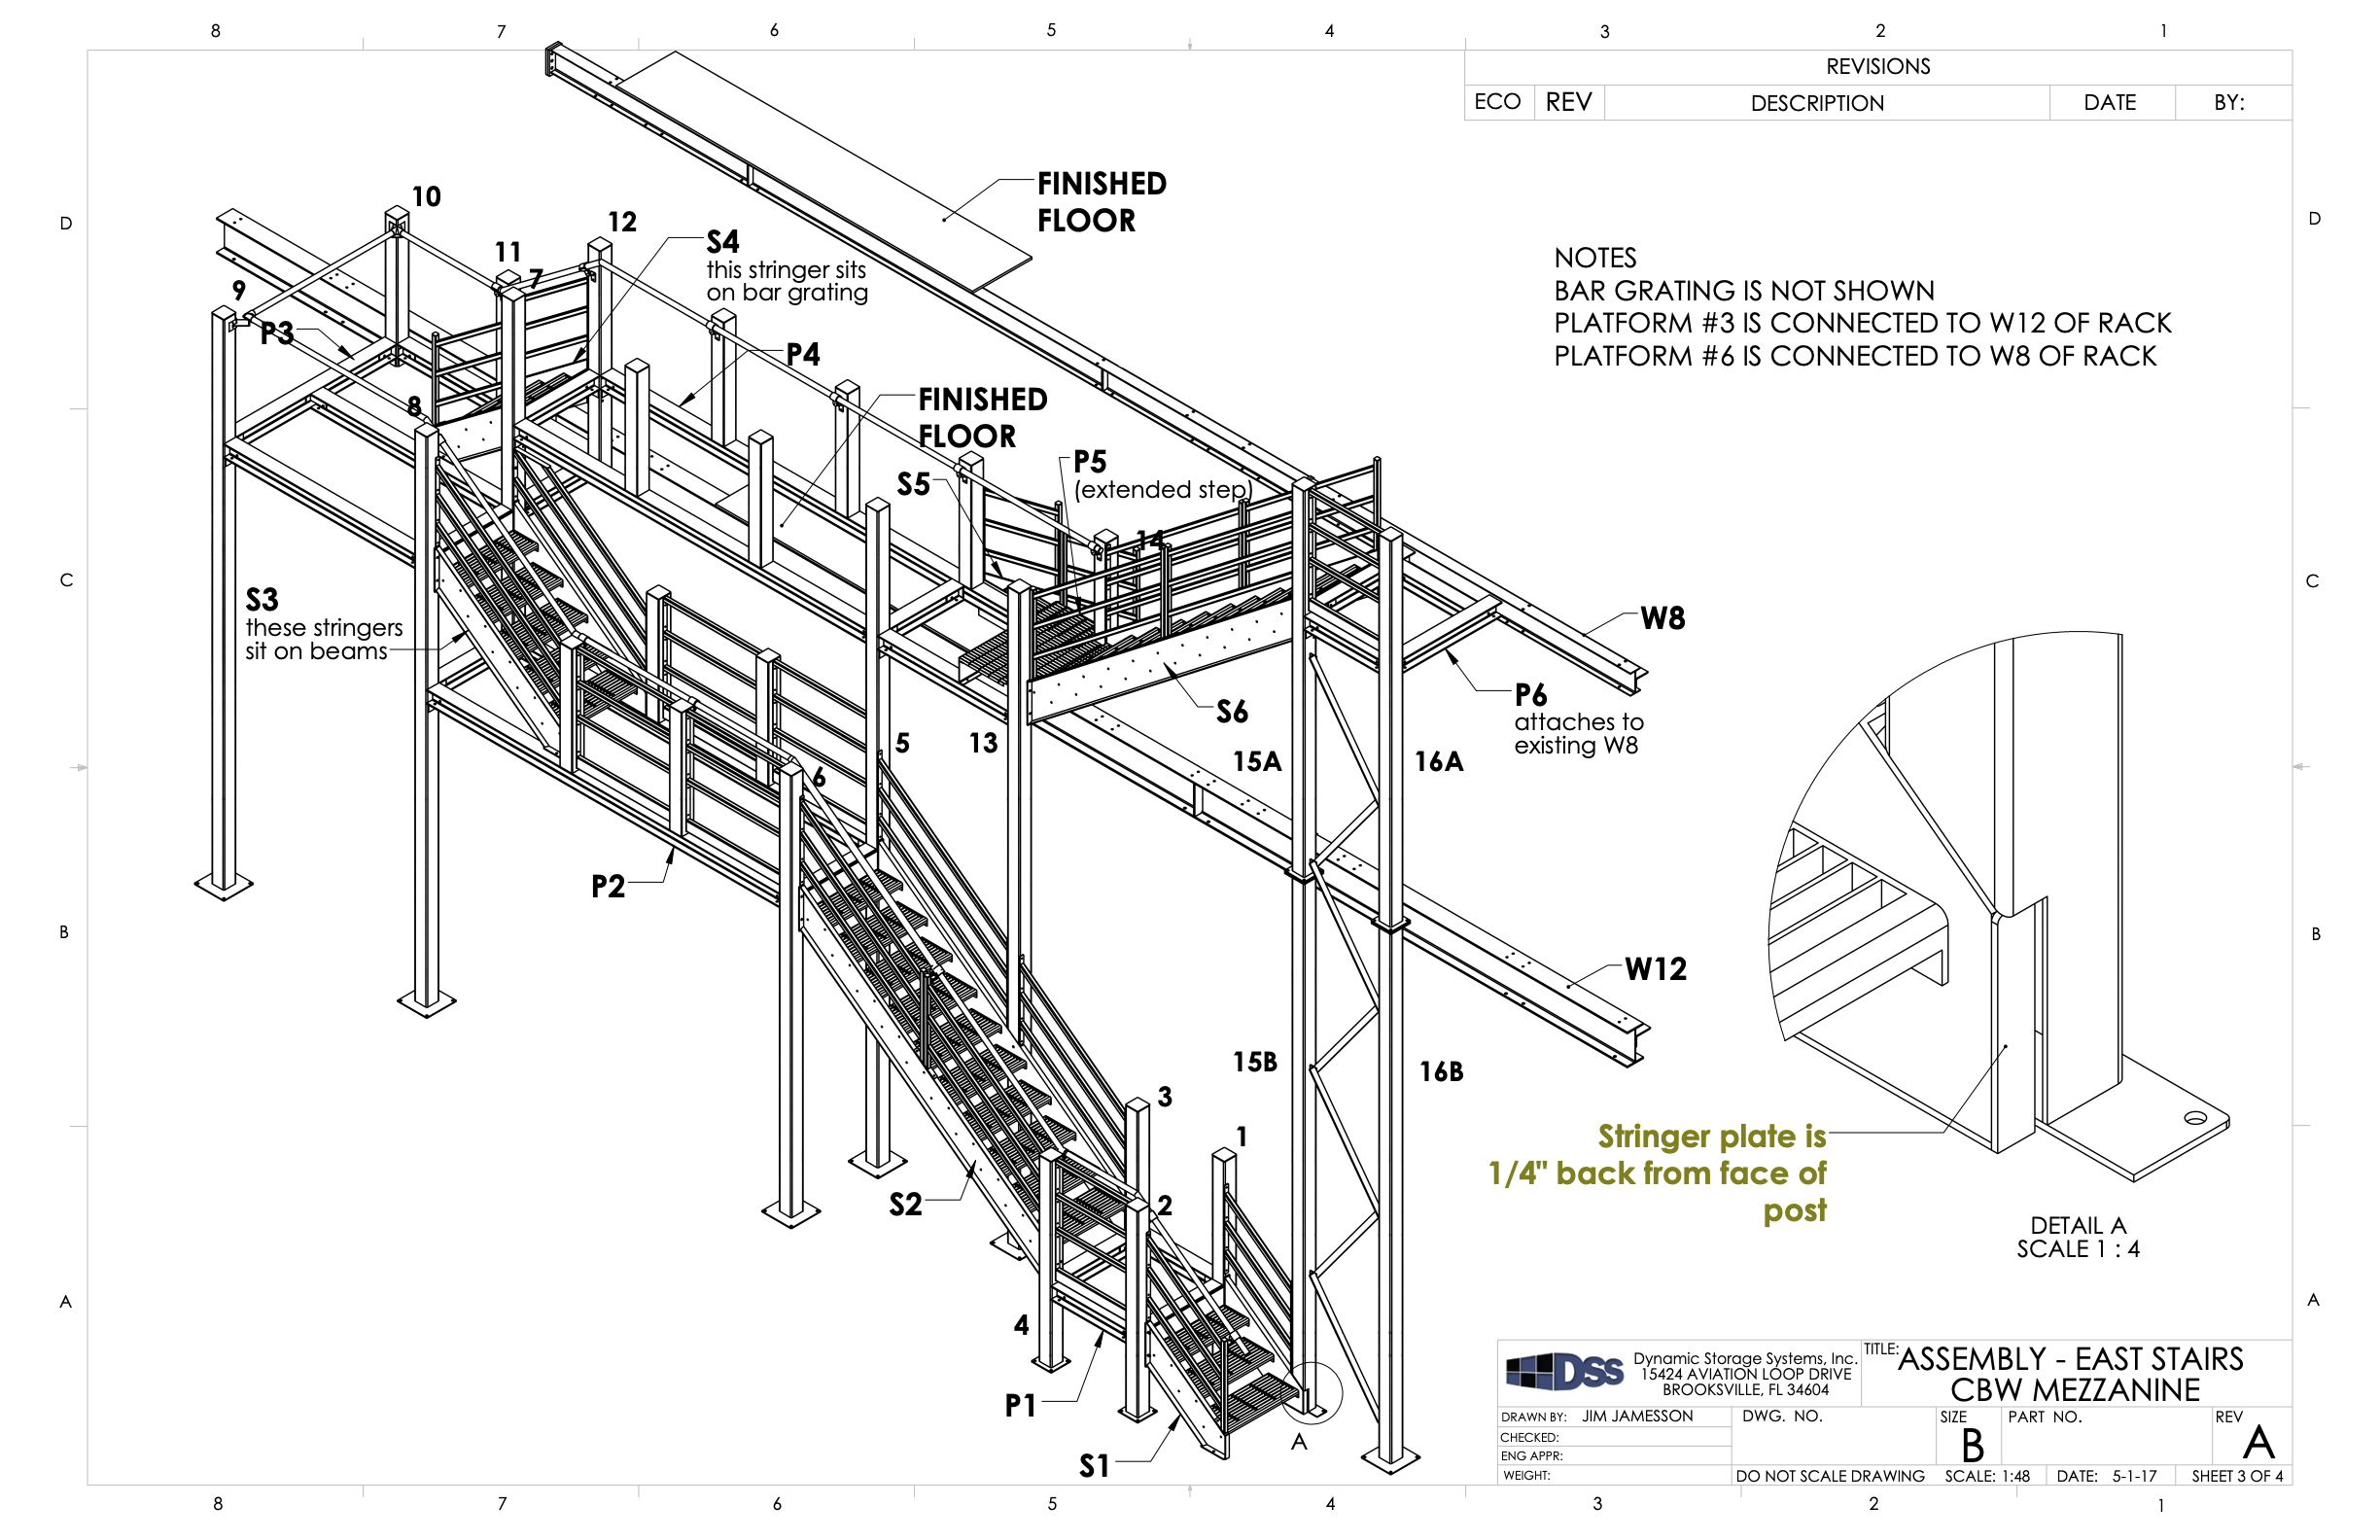 8 7 6 5 4 3 2 1
REVISIONS
ECO REV DESCRIPTION DATE BY:
D D
10
12
11
7
9
S4
this stringer sits
on bar grating
FINISHED
FLOOR
NOTES
BAR GRATING IS NOT SHOWN
PLATFORM #3 IS CONNECTED TO W12 OF RACK
PLATFORM #6 IS CONNECTED TO W8 OF RACK
P3
P4
8
FINISHED
FLOOR
S5
P5
(extended step)
14
C C
S3
these stringers
sit on beams
W8
P6
attaches to
existing W8
S6
5
13
6
15A
16A
P2
B B
W12
15B
16B
3
1
2
S2
4
P1
S1
A
Stringer plate is
1/4" back from face of
post
DETAIL A
SCALE 1 : 4
A A
DSS
Dynamic Storage Systems, Inc.
15424 AVIATION LOOP DRIVE
BROOKSVILLE, FL 34604
TITLE:
ASSEMBLY - EAST STAIRS
CBW MEZZANINE
DRAWN BY: JIM JAMESSON
CHECKED:
ENG APPR:
WEIGHT:
DWG. NO.
SIZE
B
PART NO.
REV
A
DO NOT SCALE DRAWING SCALE: 1:48 DATE: 5-1-17 SHEET 3 OF 4
8 7 6 5 4 3 2 1